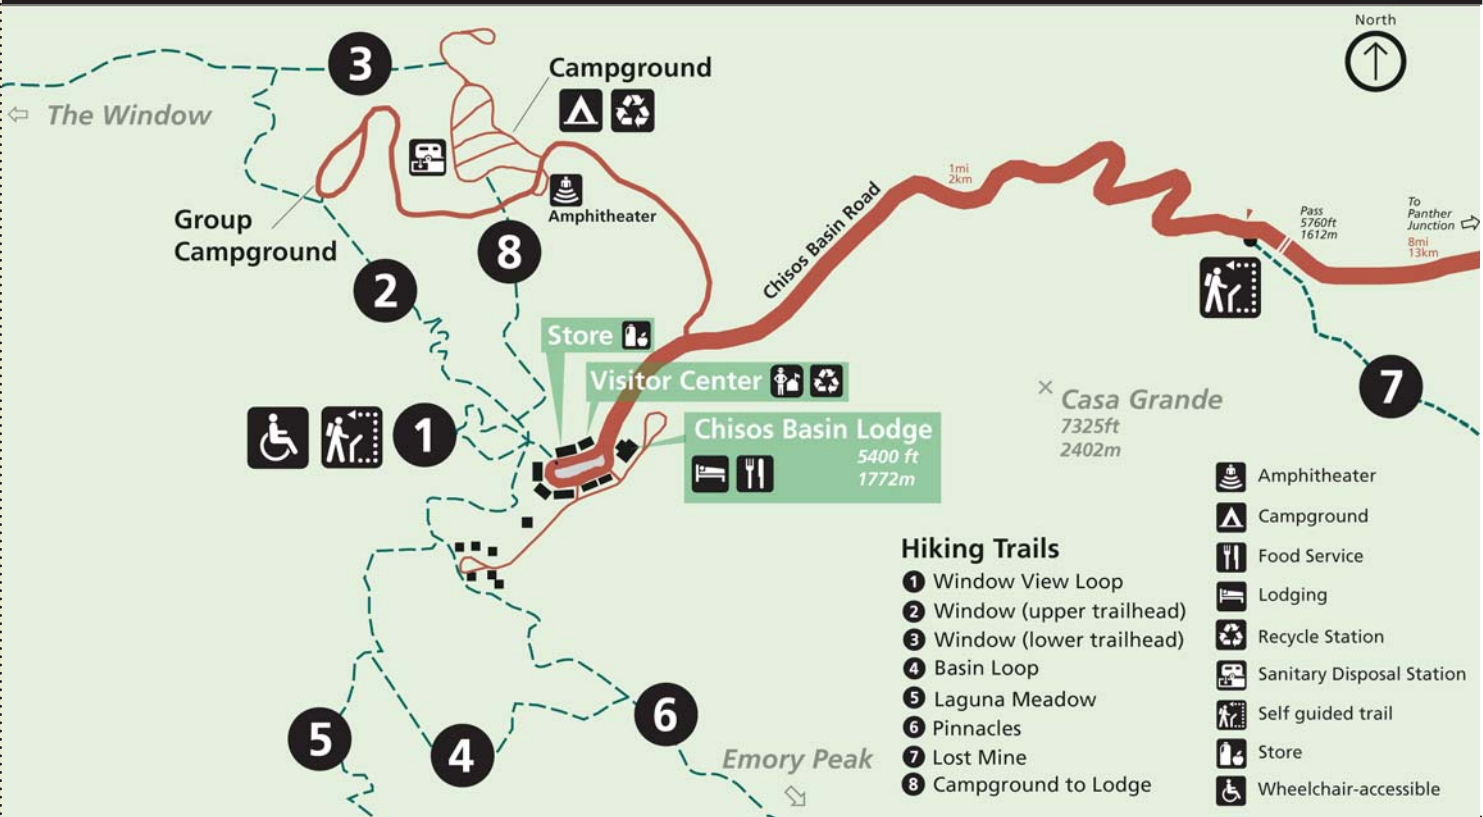 North
3
Campground
The Window
1mi
2km
Chisos Basin Road
To
Panther
Junction
8mi
13km
Pass
5760ft
1612m
Group
Campground
Amphitheater
8
2
Store
Visitor Center
7
Casa Grande
7325ft
2402m
1
Chisos Basin Lodge
5400 ft
1772m
5
4
6
Emory Peak
Hiking Trails
1 Window View Loop
2 Window (upper trailhead)
3 Window (lower trailhead)
4 Basin Loop
5 Laguna Meadow
6 Pinnacles
7 Lost Mine
8 Campground to Lodge
Amphitheater
Campground
Food Service
Lodging
Recycle Station
Sanitary Disposal Station
Self guided trail
Store
Wheelchair-accessible